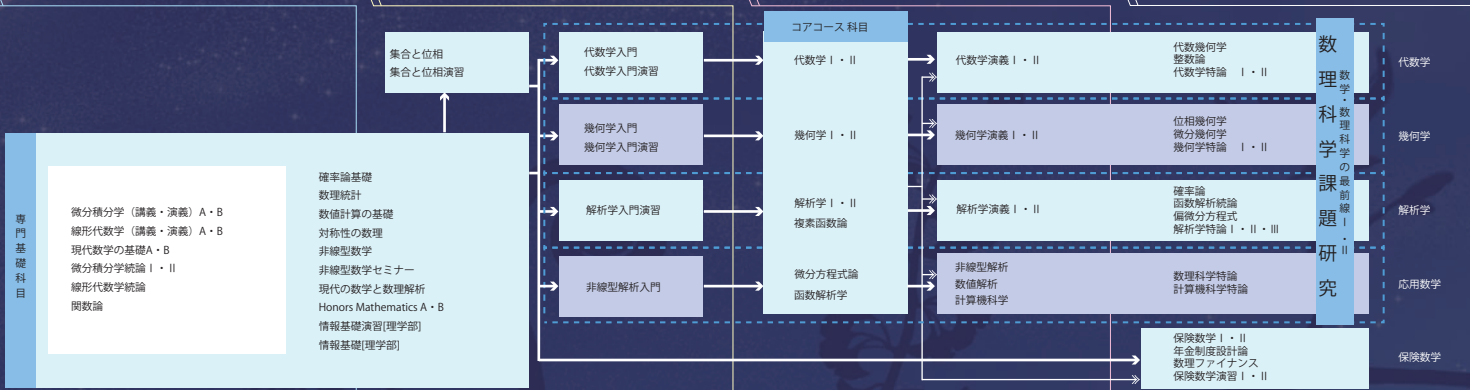 専門基礎科目
微分積分学（講義・演義）A・B
線形代数学（講義・演義）A・B
現代数学の基礎A・B
微分積分学続論Ⅰ・Ⅱ
線形代数学続論
関数論
確率論基礎
数理統計
数値計算の基礎
対称性の数理
非線型数学
非線型数学セミナー
現代の数学と数理解析
Honors Mathematics A・B
情報基礎演習[理学部]
情報基礎[理学部]
集合と位相
集合と位相演習
代数学入門
代数学入門演習
幾何学入門
幾何学入門演習
解析学入門演習
非線型解析入門
コアコース 科目
代数学Ⅰ・Ⅱ
幾何学Ⅰ・Ⅱ
解析学Ⅰ・Ⅱ
複素函数論
微分方程式論
函数解析学
代数学演義Ⅰ・Ⅱ
代数幾何学
整数論
代数学特論　Ⅰ・Ⅱ
幾何学演義Ⅰ・Ⅱ
位相幾何学
微分幾何学
幾何学特論　Ⅰ・Ⅱ
解析学演義Ⅰ・Ⅱ
確率論
函数解析続論
偏微分方程式
解析学特論Ⅰ・Ⅱ・Ⅲ
非線型解析
数値解析
計算機科学
数理科学特論
計算機科学特論
保険数学Ⅰ・Ⅱ
年金制度設計論
数理ファイナンス
保険数学演習Ⅰ・Ⅱ
数理科学課題研究
数学・数理科学の最前線Ⅰ・Ⅱ
代数学
幾何学
解析学
応用数学
保険数学